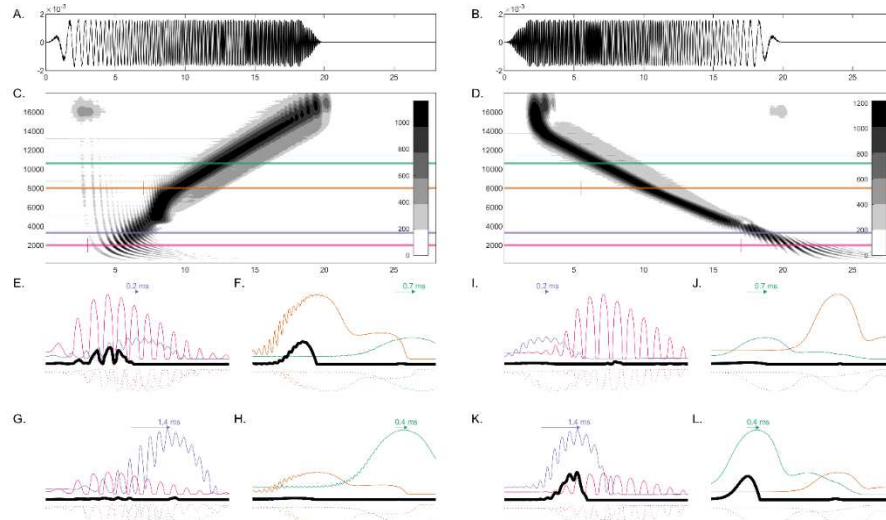 A.
2 × 10⁻³
0
-2
0 5 10 15 20 25
B.
2 × 10⁻³
0
-2
0 5 10 15 20 25
C.
16000
14000
12000
10000
8000
6000
4000
2000
5 10 15 20 25
1000
800
600
400
200
0
D.
16000
14000
12000
10000
8000
6000
4000
2000
5 10 15 20 25
1200
1000
800
600
400
200
0
E.
0.2 ms
F.
0.7 ms
I.
0.2 ms
J.
0.7 ms
G.
1.4 ms
H.
0.4 ms
K.
1.4 ms
L.
0.4 ms